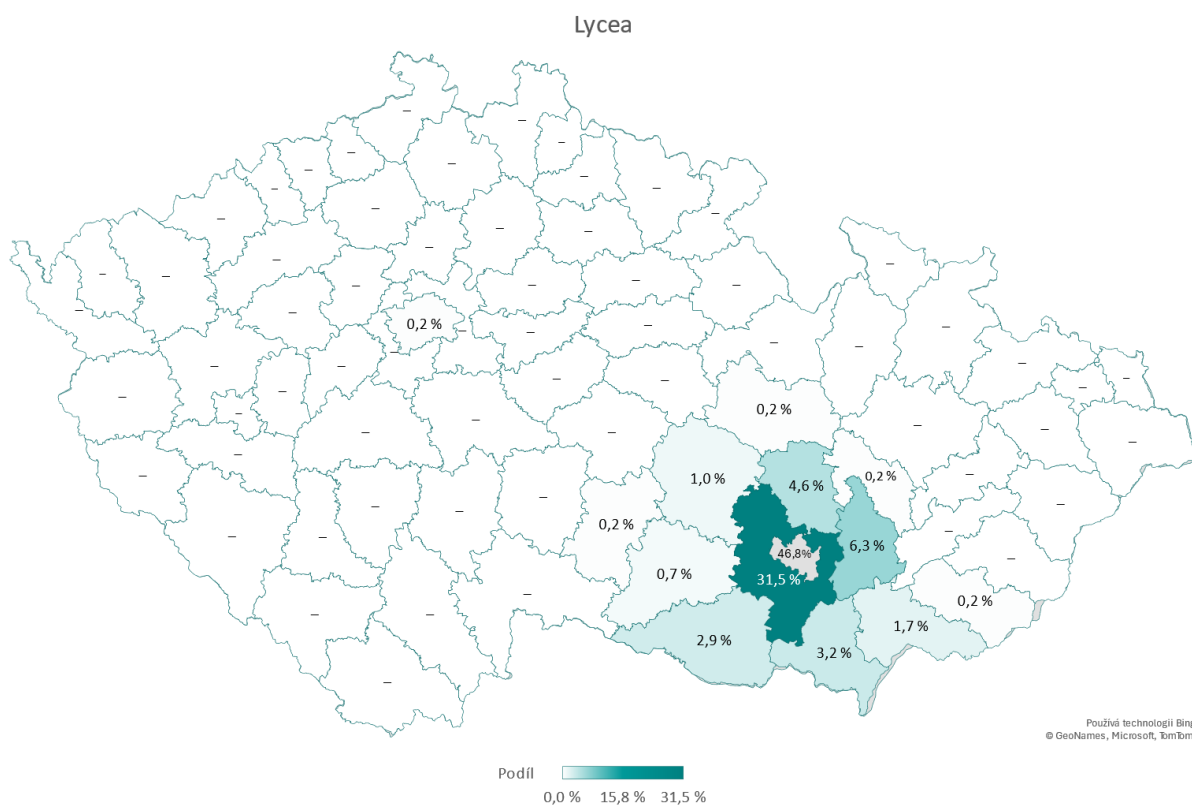 Lycea
0,2 %
0,2 %
1,0 %
4,6 %
0,2 %
0,2 %
46,8%
6,3 %
0,7 %
31,5 %
0,2 %
1,7 %
2,9 %
3,2 %
Používá technologii Bing
© GeoNames, Microsoft, TomTom
Podíl
0,0 % 15,8 % 31,5 %